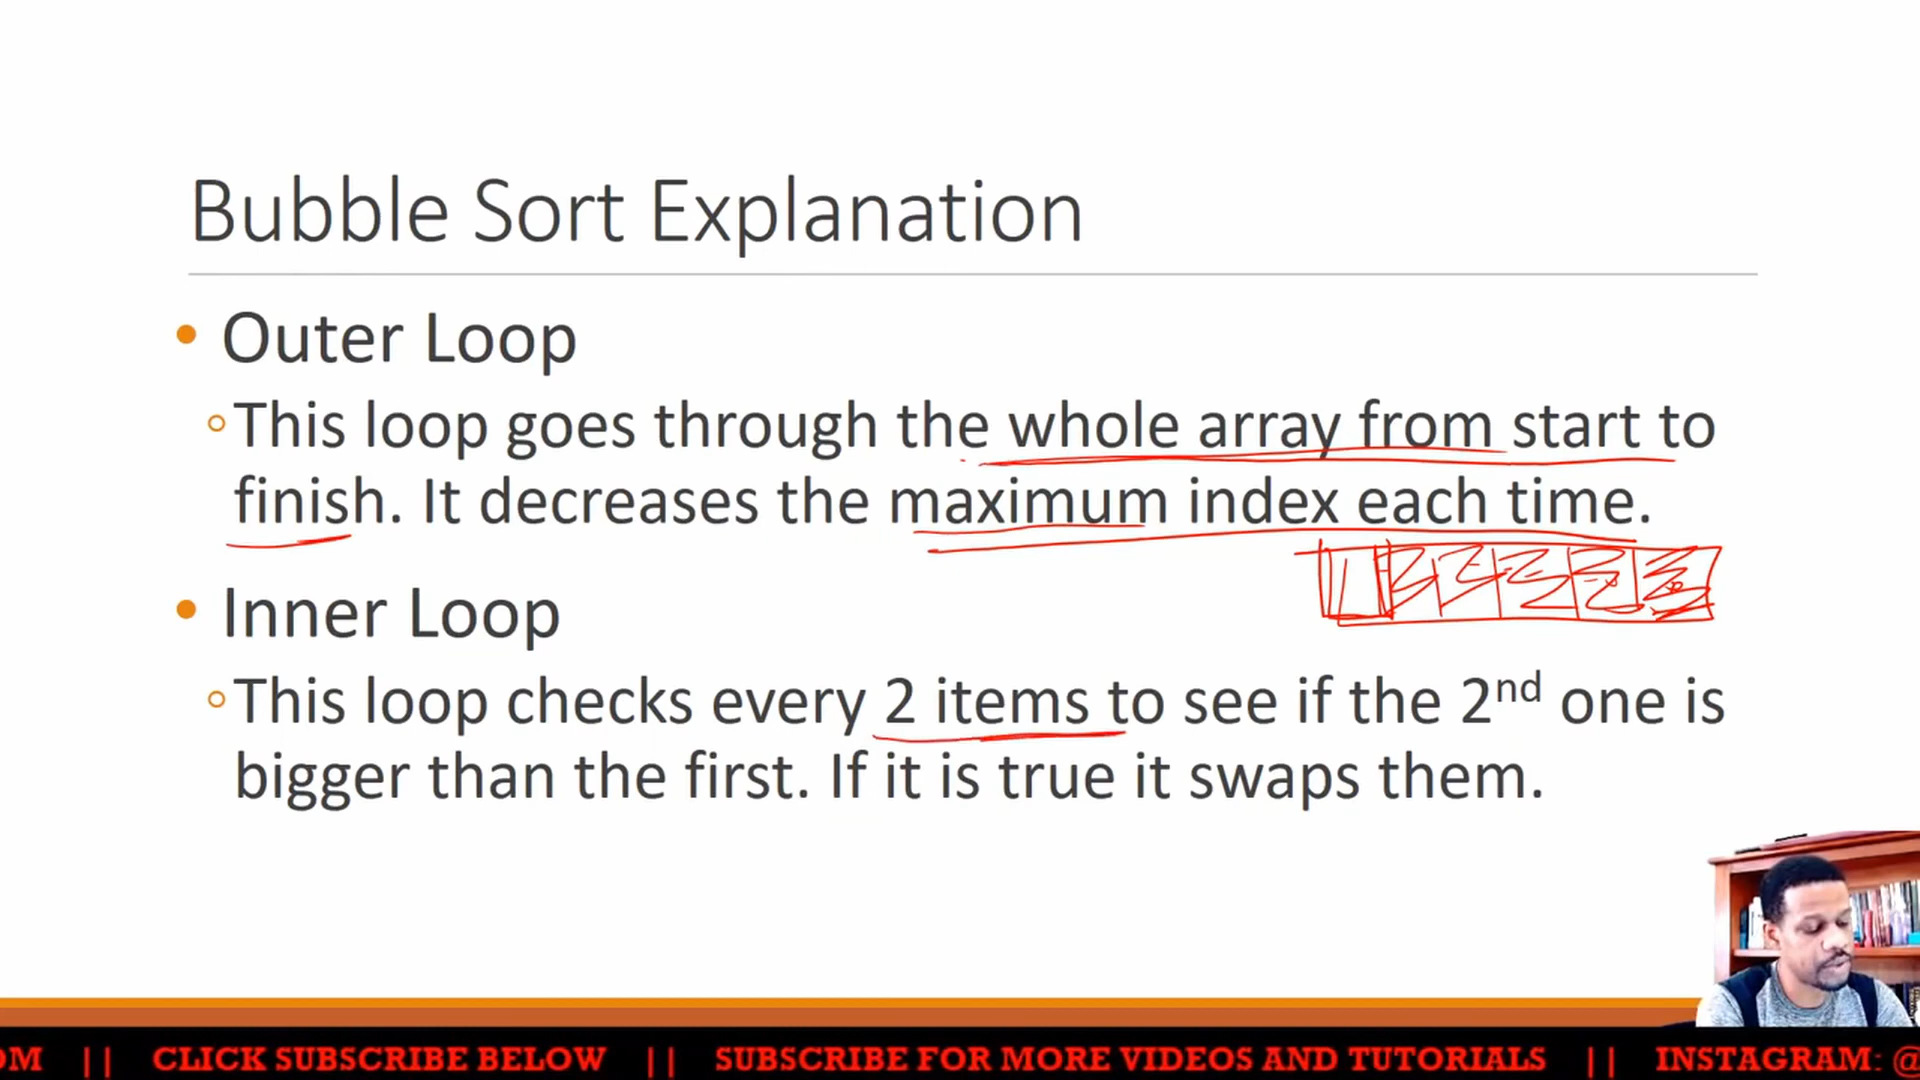 Bubble Sort Explanation
• Outer Loop
◦This loop goes through the whole array from start to
finish. It decreases the maximum index each time.
• Inner Loop
◦This loop checks every 2 items to see if the 2nd one is
bigger than the first. If it is true it swaps them.
OM || CLICK SUBSCRIBE BELOW || SUBSCRIBE FOR MORE VIDEOS AND TUTORIALS || INSTAGRAM: @